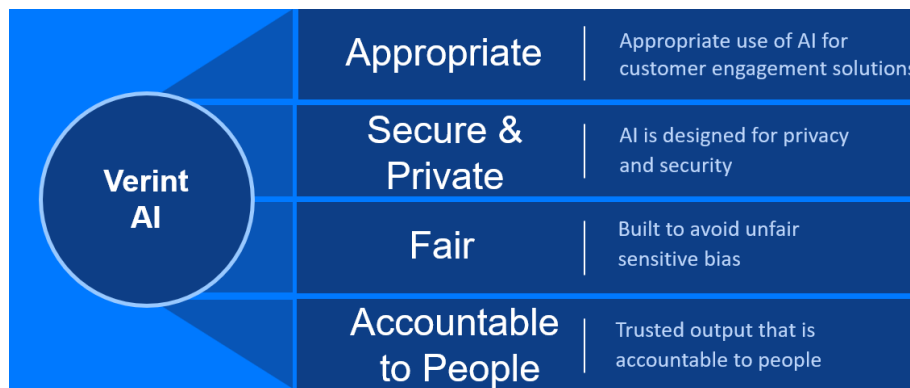 Verint
AI
Appropriate
Appropriate use of AI for
customer engagement solutions
Secure &
Private
AI is designed for privacy
and security
Fair
Built to avoid unfair
sensitive bias
Accountable
to People
Trusted output that is
accountable to people